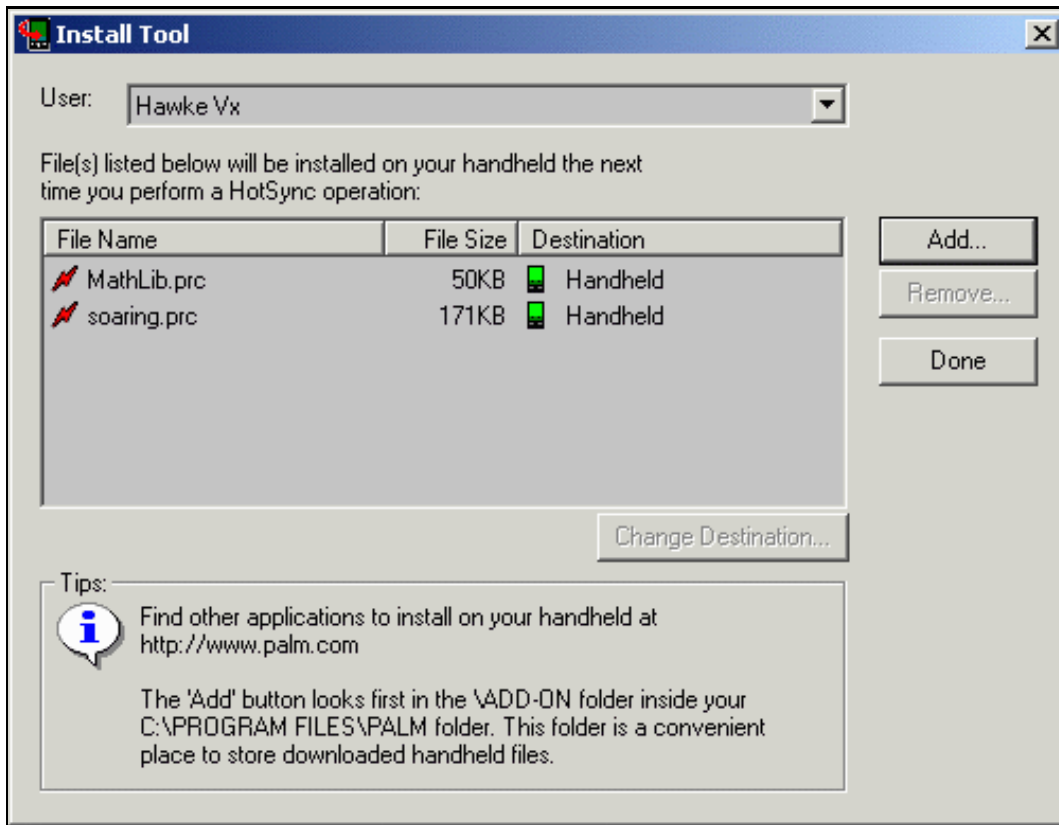 Install Tool
User: Hawke Vx
File(s) listed below will be installed on your handheld the next
time you perform a HotSync operation:
File Name File Size Destination
MathLib.prc 50KB Handheld
soaring.prc 171KB Handheld
Add...
Remove...
Done
Change Destination...
Tips:
Find other applications to install on your handheld at
http://www.palm.com
The 'Add' button looks first in the \ADD-ON folder inside your
C:\PROGRAM FILES\PALM folder. This folder is a convenient
place to store downloaded handheld files.